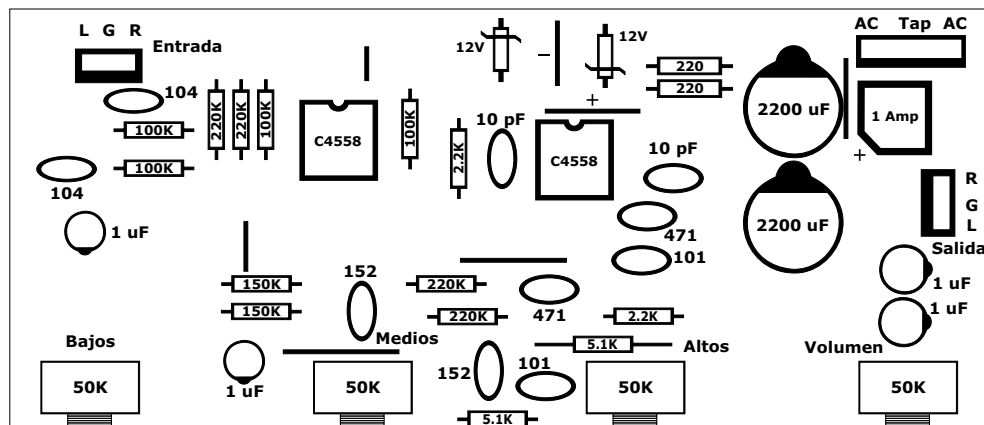 L G R
Entrada
104
100K
100K
104
220K
220K
100K
C4558
100K
12V
–
12V
+
220
220
10 pF
2.2K
C4558
10 pF
471
101
2200 uF
2200 uF
AC Tap AC
1 Amp
+
R
G
L
Salida
1 uF
1 uF
1 uF
150K
150K
152
220K
220K
471
2.2K
5.1K
Bajos
Medios
Altos
Volumen
1 uF
152
101
5.1K
50K
50K
50K
50K